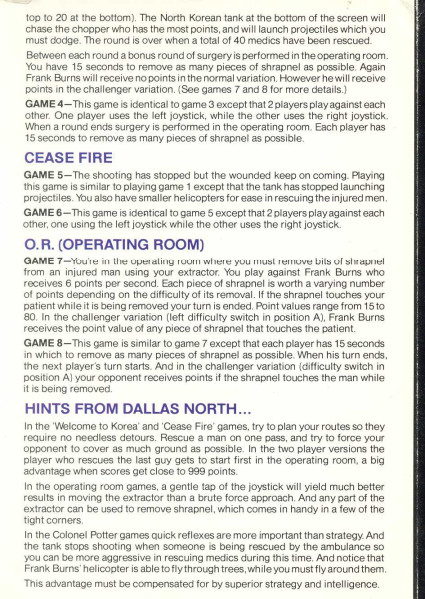 top to 20 at the bottom). The North Korean tank at the bottom of the screen will
chase the chopper who has the most points, and will launch projectiles which you
must dodge. The round is over when a total of 40 medics have been rescued.
Between each round a bonus round of surgery is performed in the operating room.
You have 15 seconds to remove as many pieces of shrapnel as possible. Again
Frank Burns will receive no points in the normal variation. However he will receive
points in the challenger variation. (See games 7 and 8 for more details.)
GAME 4—This game is identical to game 3 except that 2 players play against each
other. One player uses the left joystick, while the other uses the right joystick.
When a round ends surgery is performed in the operating room. Each player has
15 seconds to remove as many pieces of shrapnel as possible.
CEASE FIRE
GAME 5—The shooting has stopped but the wounded keep on coming. Playing
this game is similar to playing game 1 except that the tank has stopped launching
projectiles. You also have smaller helicopters for ease in rescuing the injured men.
GAME 6—This game is identical to game 5 except that 2 players play against each
other, one using the left joystick while the other uses the right joystick.
O.R. (OPERATING ROOM)
GAME 7—You're in the operating room where you must remove bits of shrapnel
from an injured man using your extractor. You play against Frank Burns who
receives 6 points per second. Each piece of shrapnel is worth a varying number
of points depending on the difficulty of its removal. If the shrapnel touches your
patient while it is being removed your turn is ended. Point values range from 15 to
80. In the challenger variation (left difficulty switch in position A), Frank Burns
receives the point value of any piece of shrapnel that touches the patient.
GAME 8—This game is similar to game 7 except that each player has 15 seconds
in which to remove as many pieces of shrapnel as possible. When his turn ends,
the next player's turn starts. And in the challenger variation (difficulty switch in
position A) your opponent receives points if the shrapnel touches the man while
it is being removed.
HINTS FROM DALLAS NORTH...
In the 'Welcome to Korea' and 'Cease Fire' games, try to plan your routes so they
require no needless detours. Rescue a man on one pass, and try to force your
opponent to cover as much ground as possible. In the two player versions the
player who rescues the last guy gets to start first in the operating room, a big
advantage when scores get close to 999 points.
In the operating room games, a gentle tap of the joystick will yield much better
results in moving the extractor than a brute force approach. And any part of the
extractor can be used to remove shrapnel, which comes in handy in a few of the
tight corners.
In the Colonel Potter games quick reflexes are more important than strategy. And
the tank stops shooting when someone is being rescued by the ambulance so
you can be more aggressive in rescuing medics during this time. And notice that
Frank Burns' helicopter is able to fly through trees, while you must fly around them.
This advantage must be compensated for by superior strategy and intelligence.